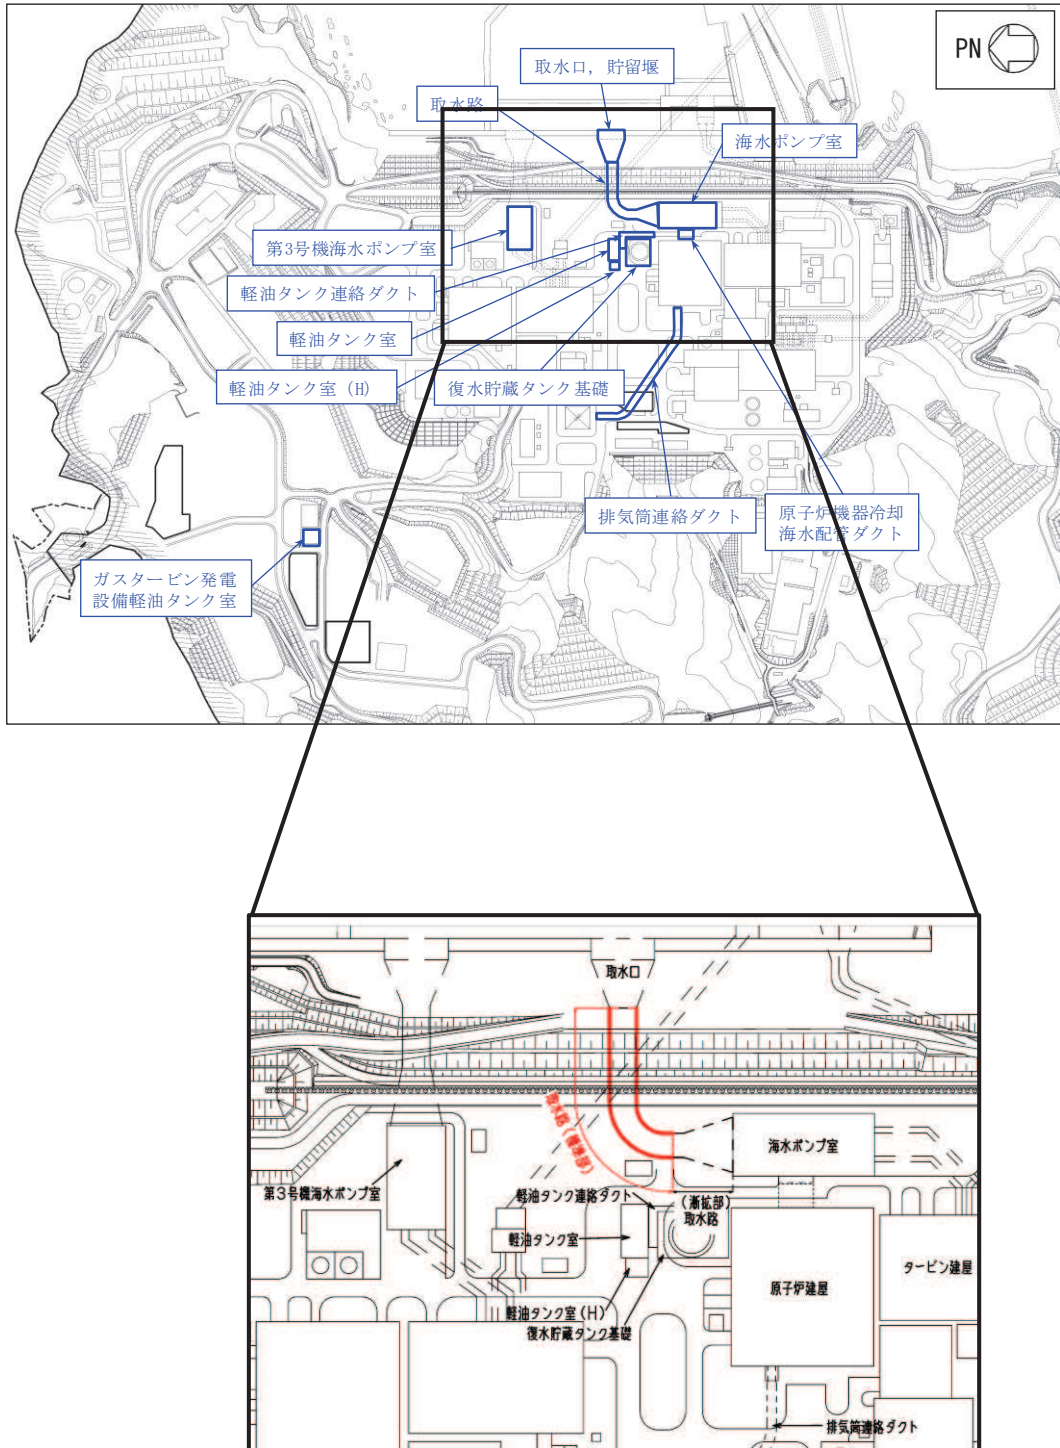 PN
取水口，貯留堰
取水路
海水ポンプ室
第3号機海水ポンプ室
軽油タンク連絡ダクト
軽油タンク室
軽油タンク室 (H)
復水貯蔵タンク基礎
排気筒連絡ダクト
原子炉機器冷却
海水配管ダクト
ガスタービン発電
設備軽油タンク室
取水口
取水路（標準部）
海水ポンプ室
第3号機海水ポンプ室
軽油タンク連絡ダクト
（漸拡部）
取水路
軽油タンク室
タービン建屋
原子炉建屋
軽油タンク室(H)
復水貯蔵タンク基礎
排気筒連絡ダクト